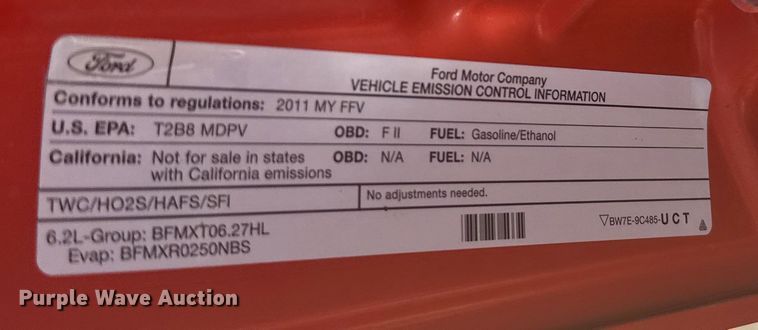 Ford
Ford Motor Company
VEHICLE EMISSION CONTROL INFORMATION
Conforms to regulations: 2011 MY FFV
U.S. EPA: T2B8 MDPV OBD: F II FUEL: Gasoline/Ethanol
California: Not for sale in states OBD: N/A FUEL: N/A
with California emissions
TWC/HO2S/HAFS/SFI No adjustments needed.
6.2L-Group: BFMXT06.27HL
Evap: BFMXR0250NBS
▽BW7E-9C485-UCT
Purple Wave Auction